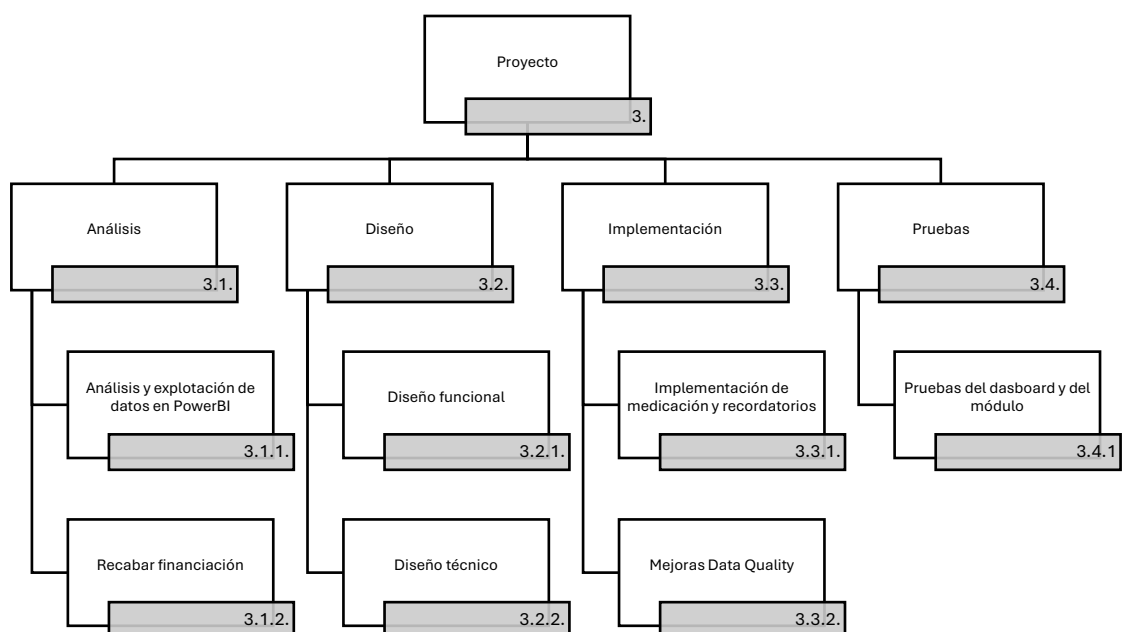 Proyecto
3.
Análisis
3.1.
Diseño
3.2.
Implementación
3.3.
Pruebas
3.4.
Análisis y explotación de
datos en PowerBI
3.1.1.
Diseño funcional
3.2.1.
Implementación de
medicación y recordatorios
3.3.1.
Pruebas del dasboard y del
módulo
3.4.1
Recabar financiación
3.1.2.
Diseño técnico
3.2.2.
Mejoras Data Quality
3.3.2.